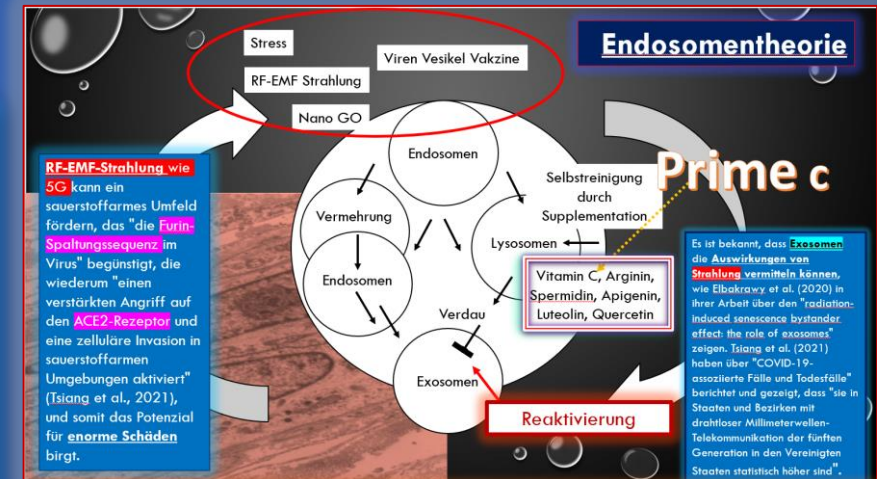 Endosomentheorie
Stress
Viren Vesikel Vakzine
RF-EMF Strahlung
Nano GO
RF-EMF-Strahlung wie
5G kann ein
sauerstoffarmes Umfeld
fördern, das "die Furin-
Spaltungssequenz im
Virus" begünstigt, die
wiederum "einen
verstärkten Angriff auf
den ACE2-Rezeptor und
eine zelluläre Invasion in
sauerstoffarmen
Umgebungen aktiviert"
(Tsiang et al., 2021),
und somit das Potenzial
für enorme Schäden
birgt.
Endosomen
Vermehrung
Endosomen
Selbstreinigung
durch
Supplementation
Lysosomen
Prime c
Vitamin C, Arginin,
Spermidin, Apigenin,
Luteolin, Quercetin
Verdau
Exosomen
Reaktivierung
Es ist bekannt, dass Exosomen
die Auswirkungen von
Strahlung vermitteln können,
wie Elbakrawy et al. (2020) in
ihrer Arbeit über den "radiation-
induced senescence bystander
effect: the role of exosomes"
zeigen. Tsiang et al. (2021)
haben über "COVID-19-
assoziierte Fälle und Todesfälle"
berichtet und gezeigt, dass "sie in
Staaten und Bezirken mit
drahtloser Millimeterwellen-
Telekommunikation der fünften
Generation in den Vereinigten
Staaten statistisch höher sind".